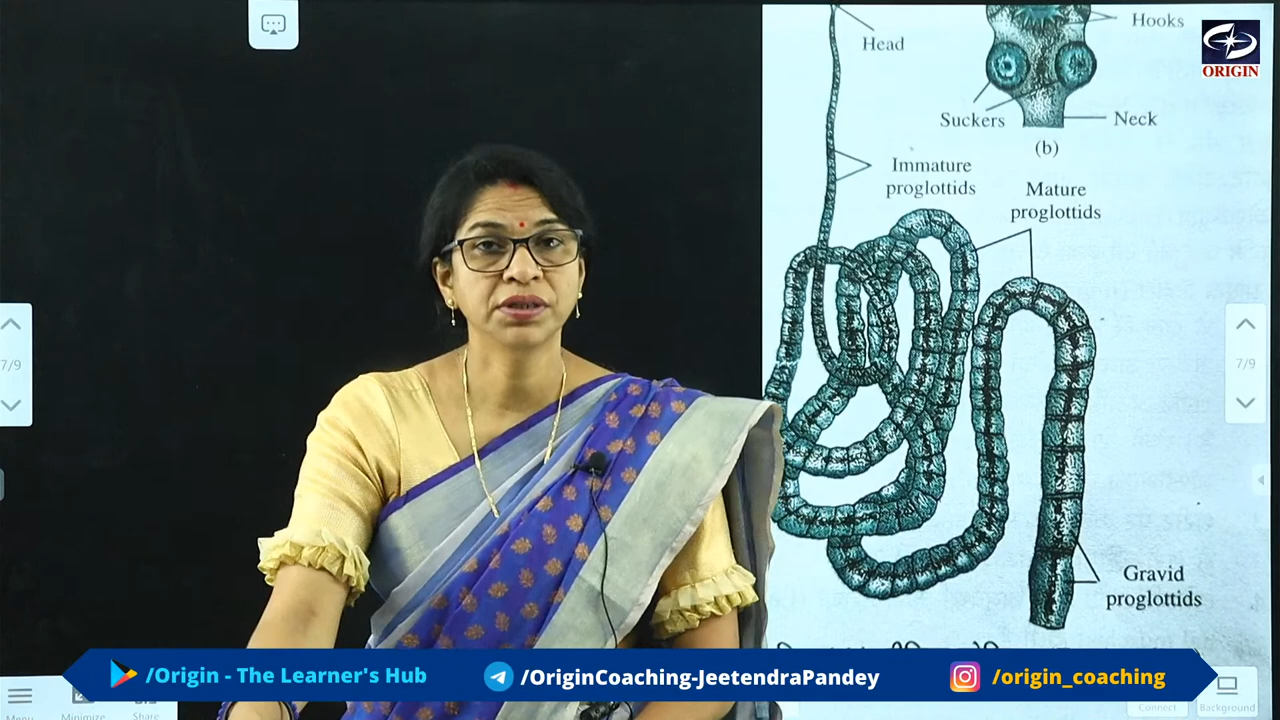 Hooks
ORIGIN
Head
Suckers
Neck
(b)
Immature
proglottids
Mature
proglottids
7/9
7/9
Gravid
proglottids
/Origin - The Learner's Hub
/OriginCoaching-JeetendraPandey
/origin_coaching
Menu
Minimize
Share
Connect
Background